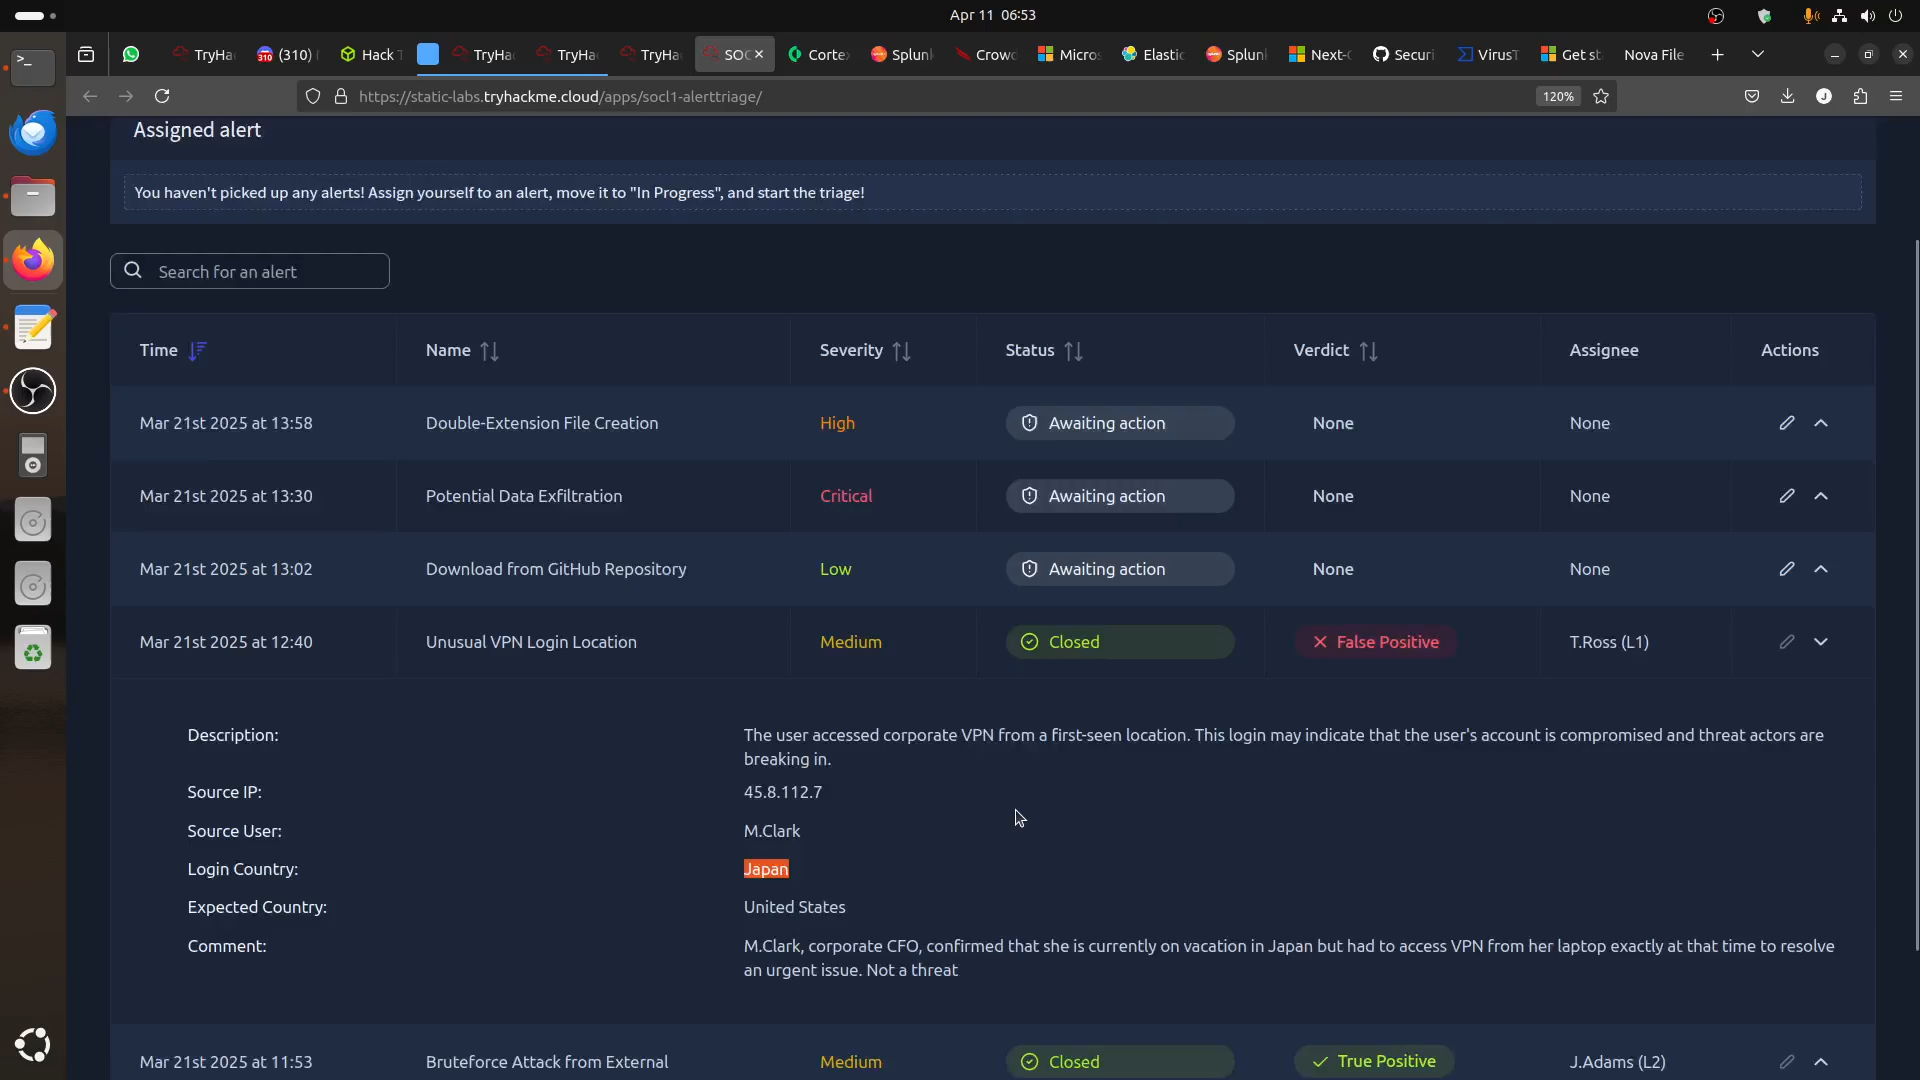 Apr 11 06:53
TryHa
(310)
310
Hack T
TryHa
TryHa
TryHa
SOC
Cortex
Splun
Crowd
Micros
Elastic
Splun
Next-G
Securi
VirusT
Get st
Nova File
https://static-labs.tryhackme.cloud/apps/socl1-alerttriage/
120%
J
Assigned alert
You haven't picked up any alerts! Assign yourself to an alert, move it to "In Progress", and start the triage!
Search for an alert
Time Name Severity Status Verdict Assignee Actions
Mar 21st 2025 at 13:58 Double-Extension File Creation High Awaiting action None None
Mar 21st 2025 at 13:30 Potential Data Exfiltration Critical Awaiting action None None
Mar 21st 2025 at 13:02 Download from GitHub Repository Low Awaiting action None None
Mar 21st 2025 at 12:40 Unusual VPN Login Location Medium Closed False Positive T.Ross (L1)
Description: The user accessed corporate VPN from a first-seen location. This login may indicate that the user's account is compromised and threat actors are
breaking in.
Source IP: 45.8.112.7
Source User: M.Clark
Login Country: Japan
Expected Country: United States
Comment: M.Clark, corporate CFO, confirmed that she is currently on vacation in Japan but had to access VPN from her laptop exactly at that time to resolve
an urgent issue. Not a threat
Mar 21st 2025 at 11:53 Bruteforce Attack from External Medium Closed True Positive J.Adams (L2)